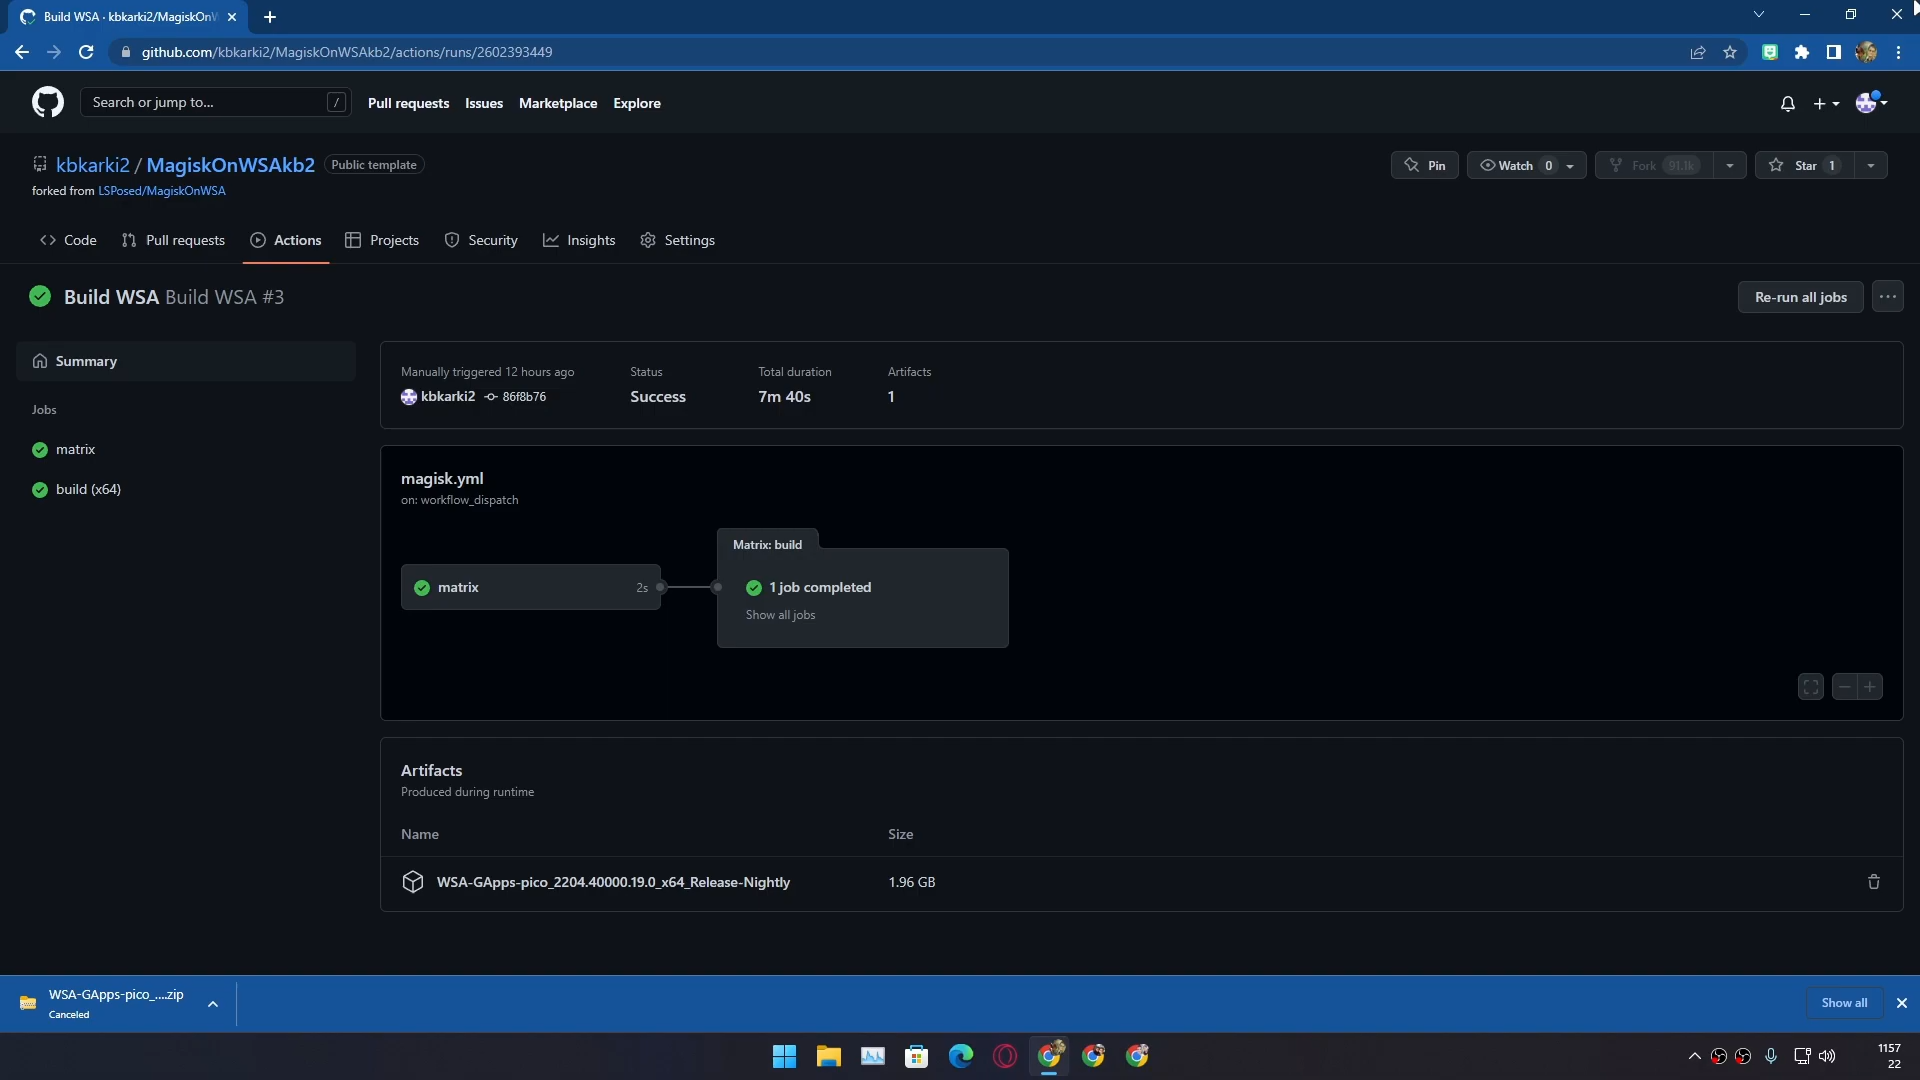 Build WSA · kbkarki2/MagiskOnW
github.com/kbkarki2/MagiskOnWSAkb2/actions/runs/2602393449
Search or jump to... /
Pull requests Issues Marketplace Explore
kbkarki2 / MagiskOnWSAkb2 Public template
Pin Watch 0 Fork 91.1k Star 1
forked from LSPosed/MagiskOnWSA
Code Pull requests Actions Projects Security Insights Settings
Build WSA Build WSA #3
Re-run all jobs
Summary
Jobs
matrix
build (x64)
Manually triggered 12 hours ago Status Total duration Artifacts
kbkarki2 86f8b76 Success 7m 40s 1
magisk.yml
on: workflow_dispatch
Matrix: build
matrix 2s
1 job completed
Show all jobs
Artifacts
Produced during runtime
Name Size
WSA-GApps-pico_2204.40000.19.0_x64_Release-Nightly 1.96 GB
WSA-GApps-pico_....zip
Canceled
Show all
1157
22